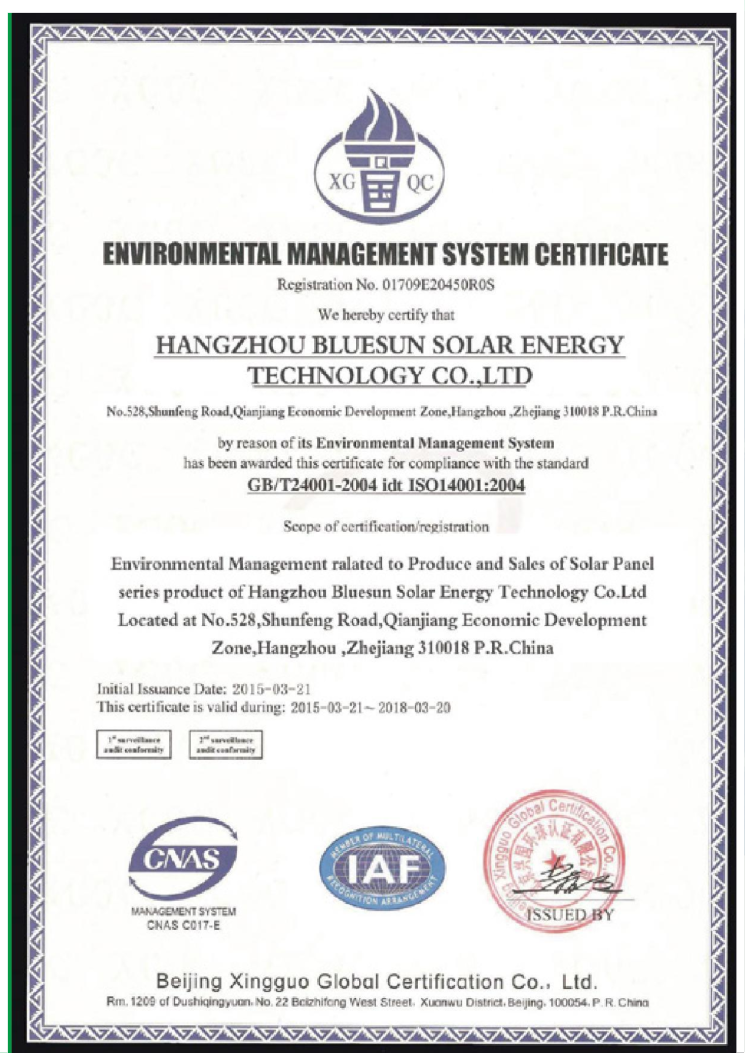 XG Q QC
ENVIRONMENTAL MANAGEMENT SYSTEM CERTIFICATE
Registration No. 01709E20450R0S
We hereby certify that
HANGZHOU BLUESUN SOLAR ENERGY
TECHNOLOGY CO.,LTD
No.528,Shunfeng Road,Qianjiang Economic Development Zone,Hangzhou ,Zhejiang 310018 P.R.China
by reason of its Environmental Management System
has been awarded this certificate for compliance with the standard
GB/T24001-2004 idt ISO14001:2004
Scope of certification/registration
Environmental Management ralated to Produce and Sales of Solar Panel
series product of Hangzhou Bluesun Solar Energy Technology Co.Ltd
Located at No.528,Shunfeng Road,Qianjiang Economic Development
Zone,Hangzhou ,Zhejiang 310018 P.R.China
Initial Issuance Date: 2015-03-21
This certificate is valid during: 2015-03-21~2018-03-20
1st surveillance
audit conformity
2nd surveillance
audit conformity
CNAS
MANAGEMENT SYSTEM
CNAS C017-E
MEMBER OF MULTILATERAL
IAF
RECOGNITION ARRANGEMENT
Xingguo Global Certification Co.
ISSUED BY
Beijing Xingguo Global Certification Co., Ltd.
Rm. 1209 of Dushiqingyuan, No. 22 Beizhifang West Street, Xuanwu District, Beijing, 100054, P. R. China